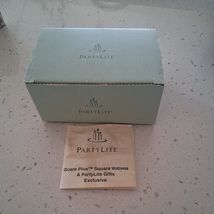 PARTYLITE
PARTYLITE
Scent Plus™ Square Votives
A PartyLite Gifts
Exclusive